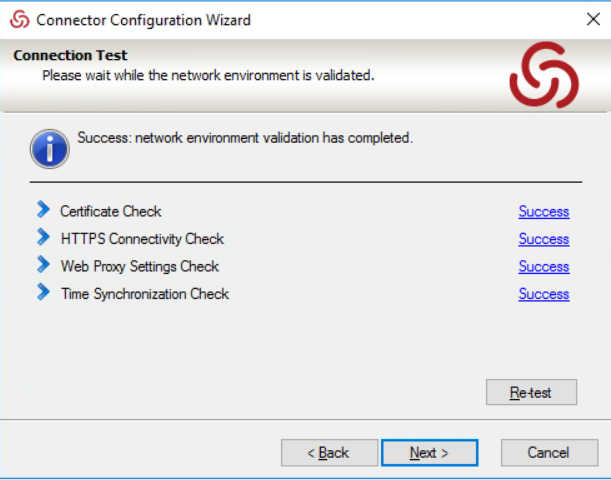 Connector Configuration Wizard
Connection Test
Please wait while the network environment is validated.
Success: network environment validation has completed.
Certificate Check Success
HTTPS Connectivity Check Success
Web Proxy Settings Check Success
Time Synchronization Check Success
Re-test
< Back Next > Cancel